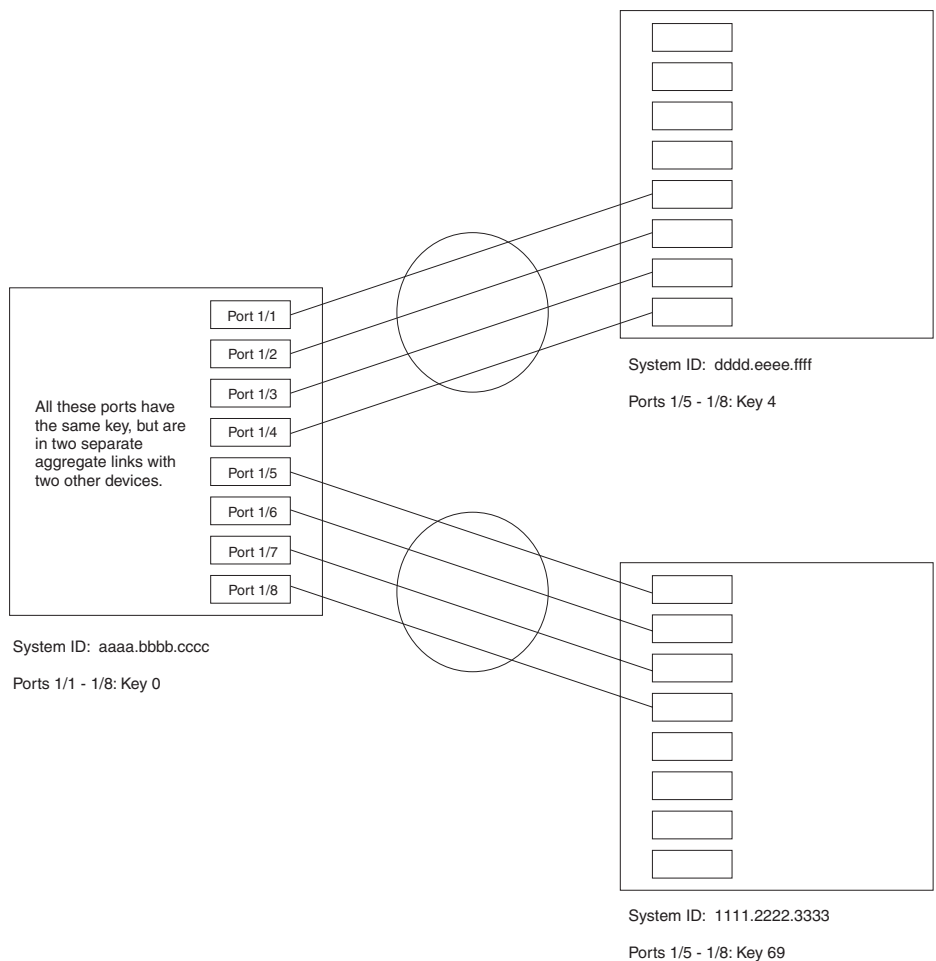 Port 1/1
Port 1/2
Port 1/3
Port 1/4
Port 1/5
Port 1/6
Port 1/7
Port 1/8
All these ports have
the same key, but are
in two separate
aggregate links with
two other devices.
System ID: aaaa.bbbb.cccc
Ports 1/1 - 1/8: Key 0
System ID: dddd.eeee.ffff
Ports 1/5 - 1/8: Key 4
System ID: 1111.2222.3333
Ports 1/5 - 1/8: Key 69